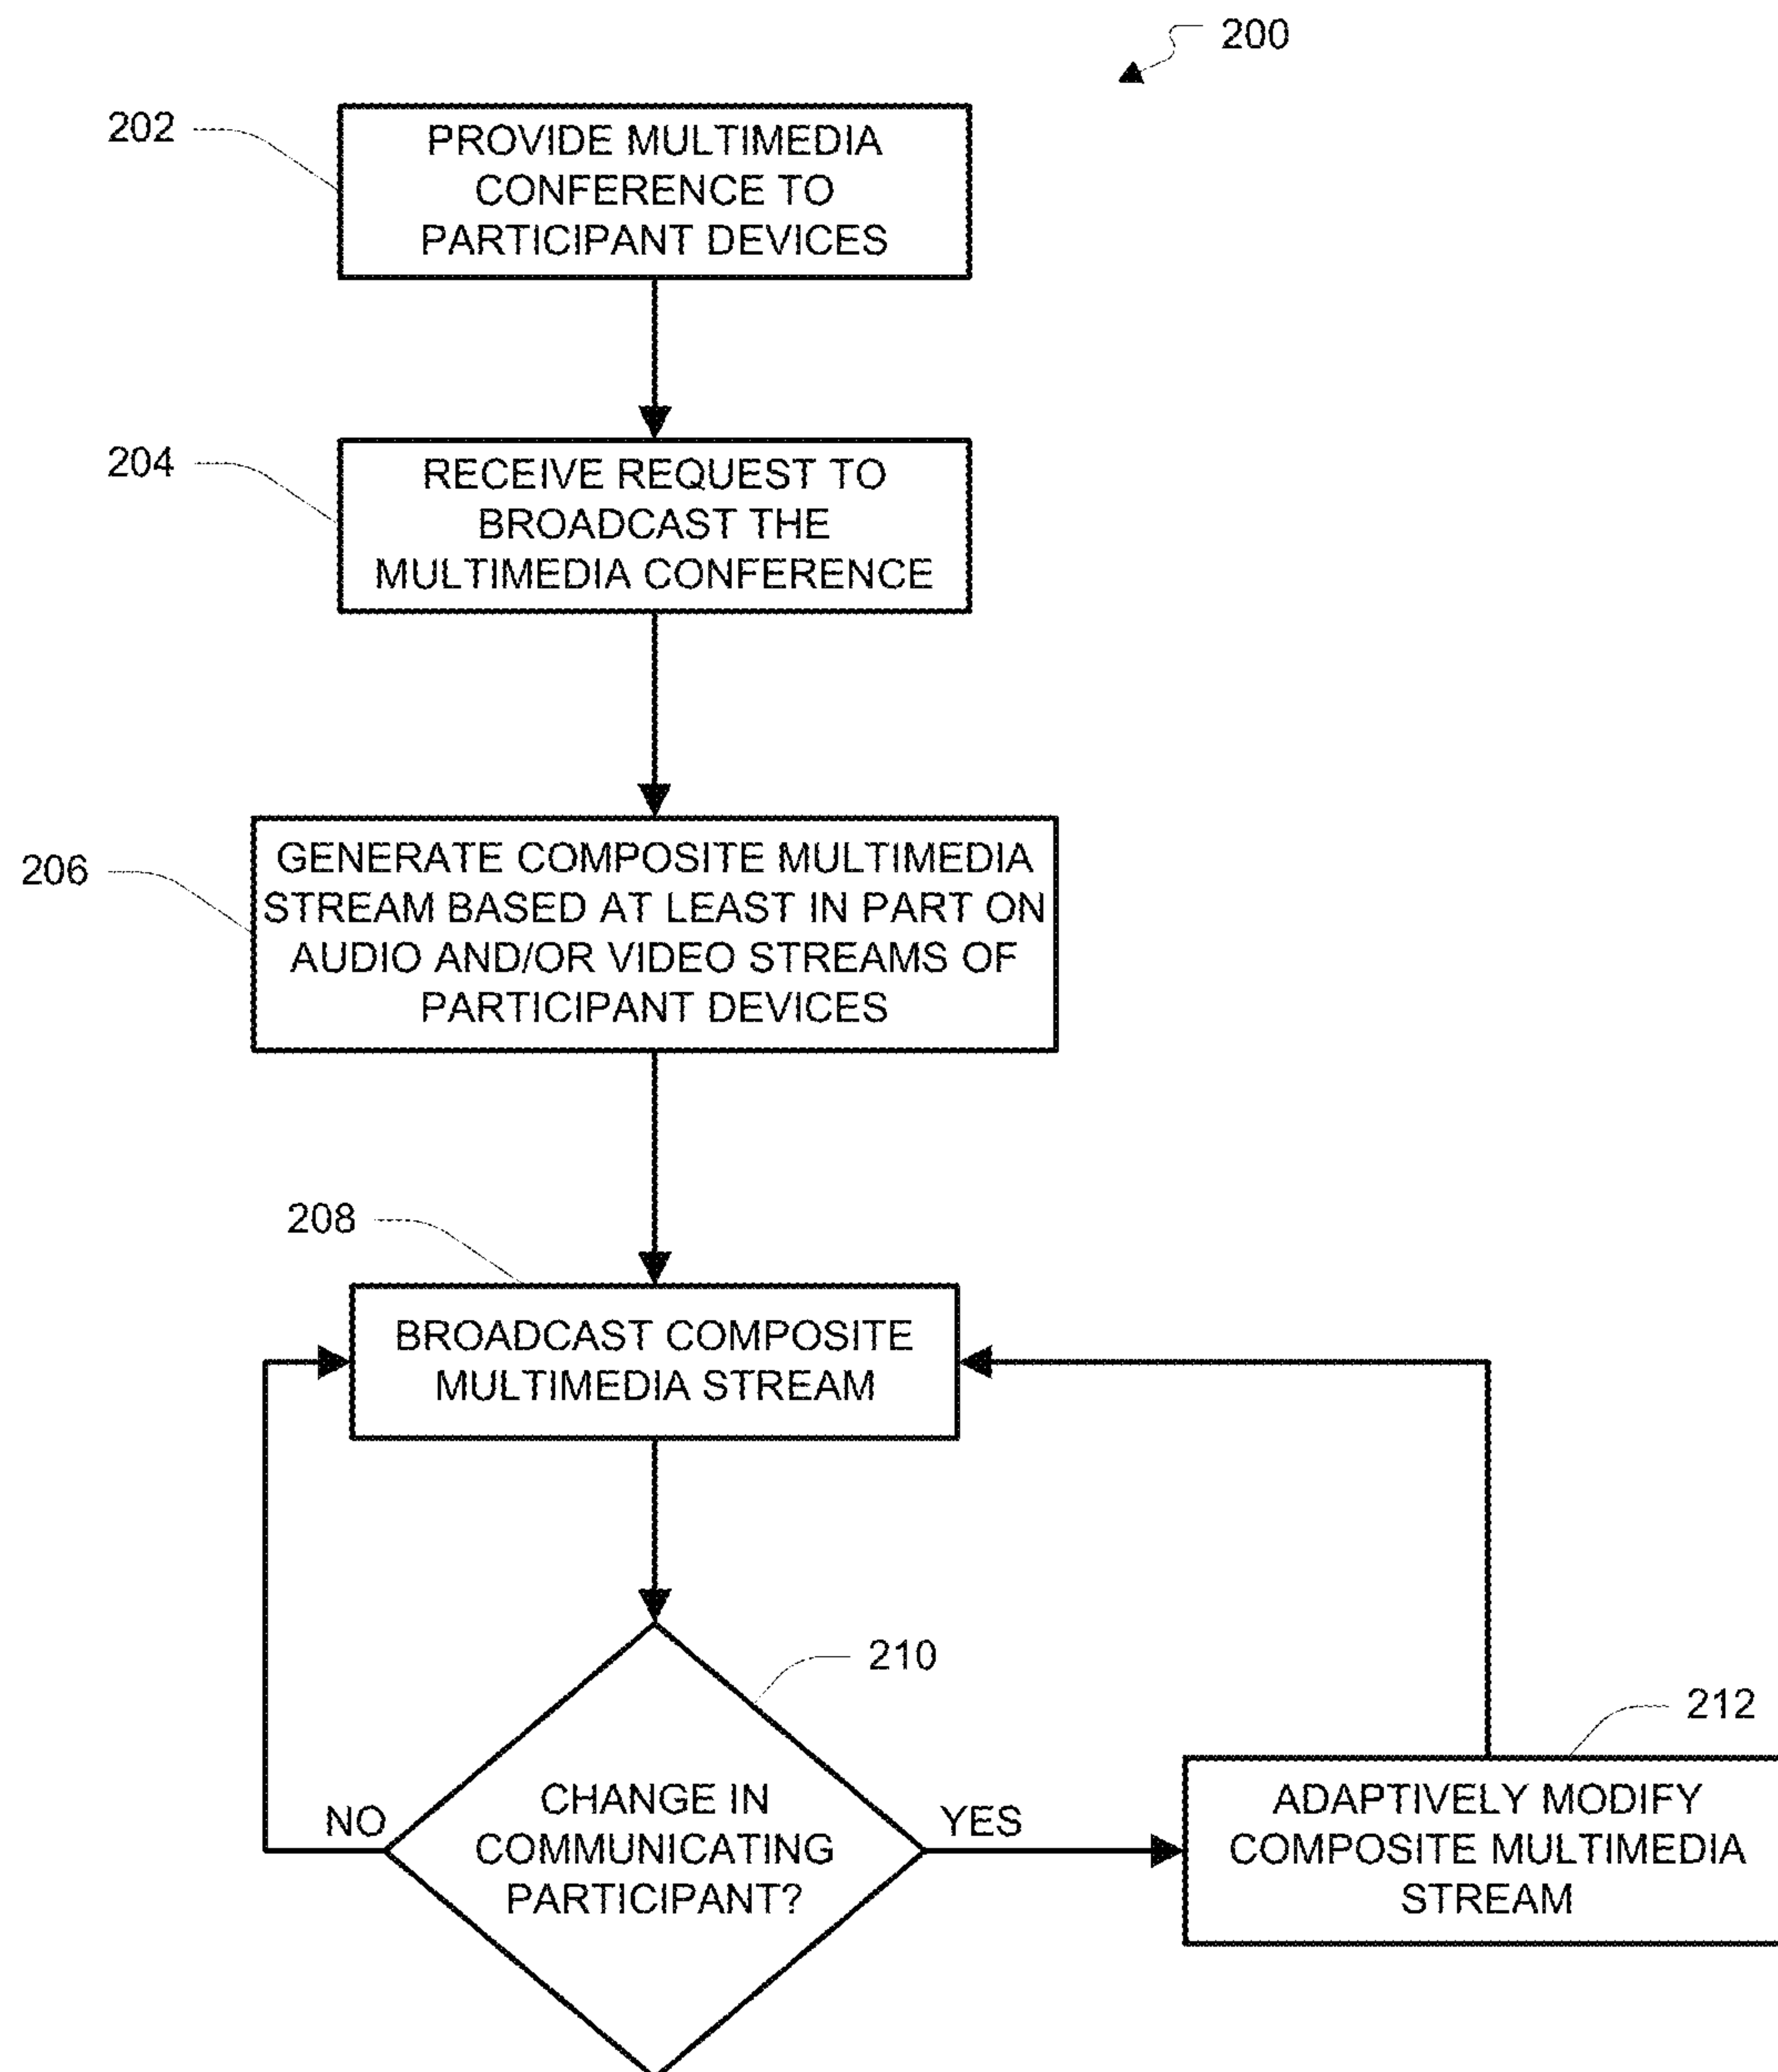 200
202
PROVIDE MULTIMEDIA
CONFERENCE TO
PARTICIPANT DEVICES
204
RECEIVE REQUEST TO
BROADCAST THE
MULTIMEDIA CONFERENCE
206
GENERATE COMPOSITE MULTIMEDIA
STREAM BASED AT LEAST IN PART ON
AUDIO AND/OR VIDEO STREAMS OF
PARTICIPANT DEVICES
208
BROADCAST COMPOSITE
MULTIMEDIA STREAM
210
CHANGE IN
COMMUNICATING
PARTICIPANT?
NO
YES
212
ADAPTIVELY MODIFY
COMPOSITE MULTIMEDIA
STREAM